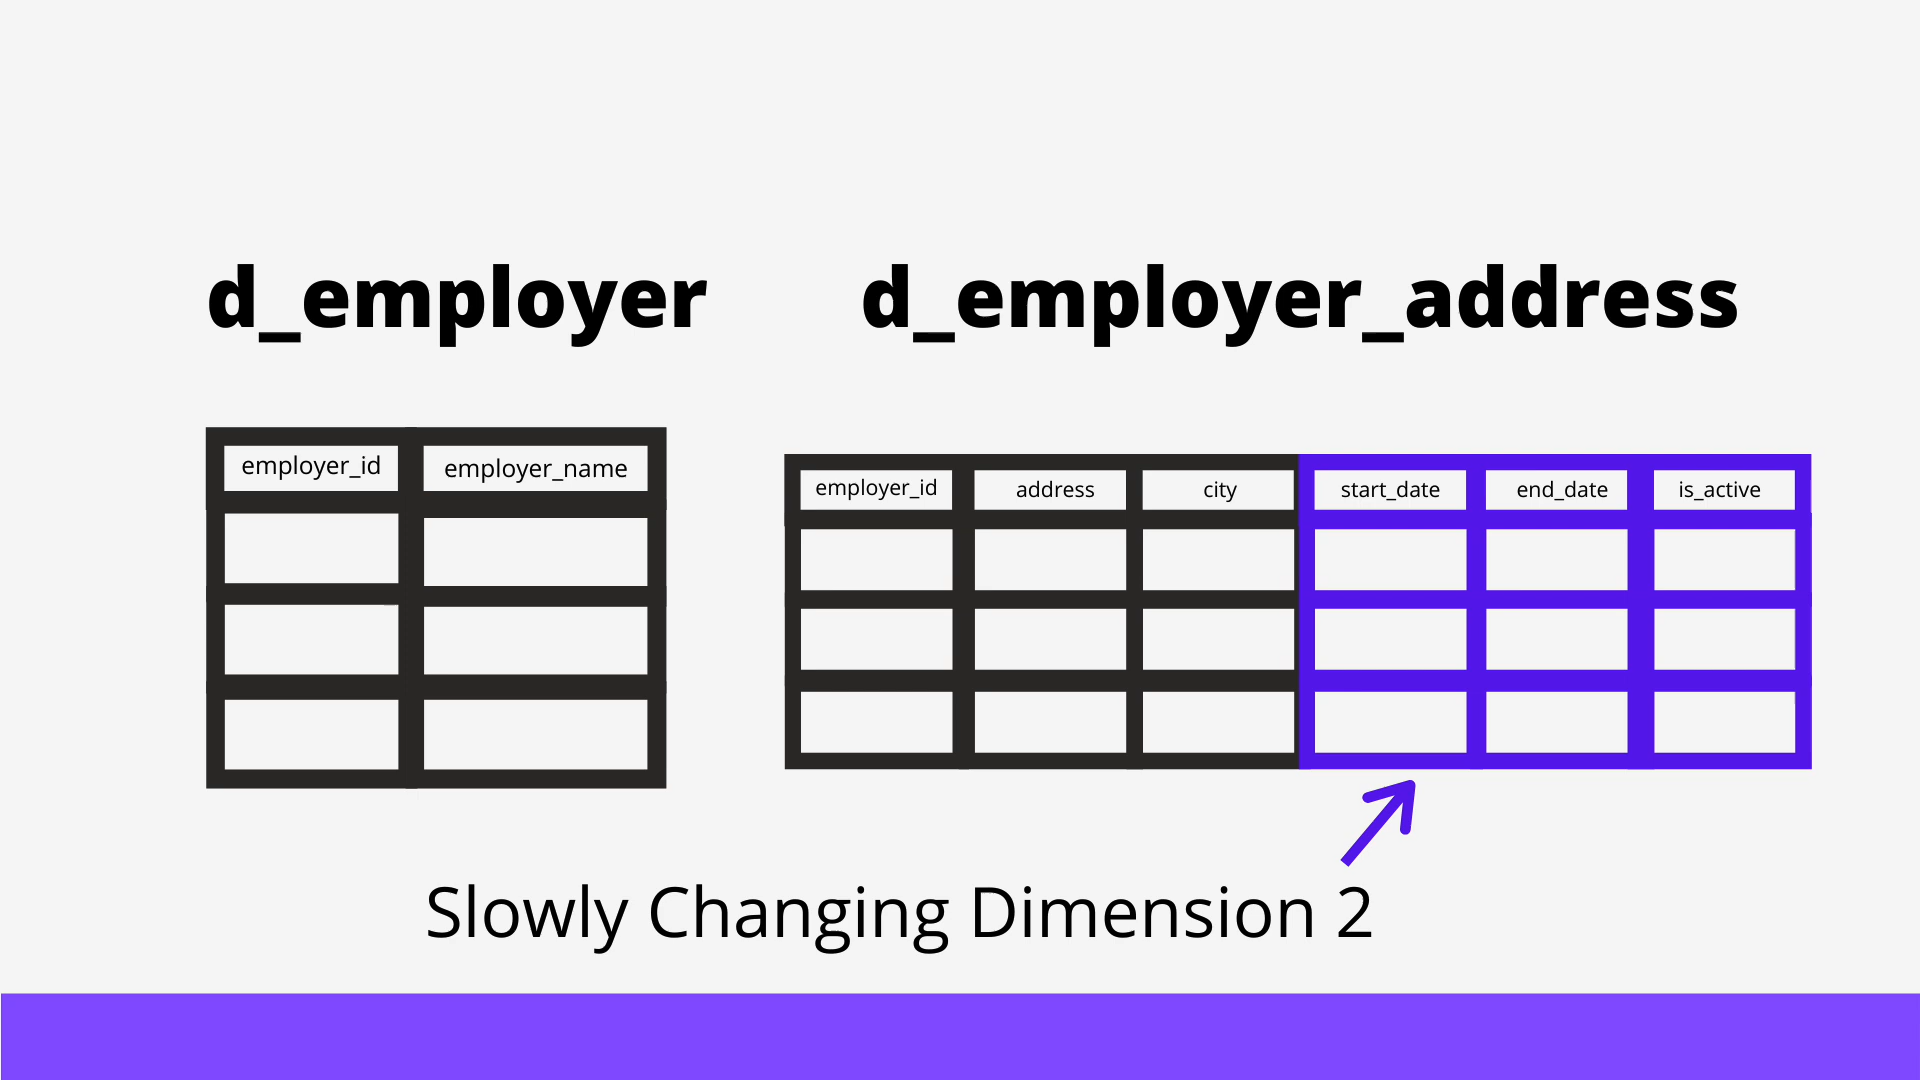 d_employer
d_employer_address
employer_id employer_name
employer_id address city start_date end_date is_active
Slowly Changing Dimension 2